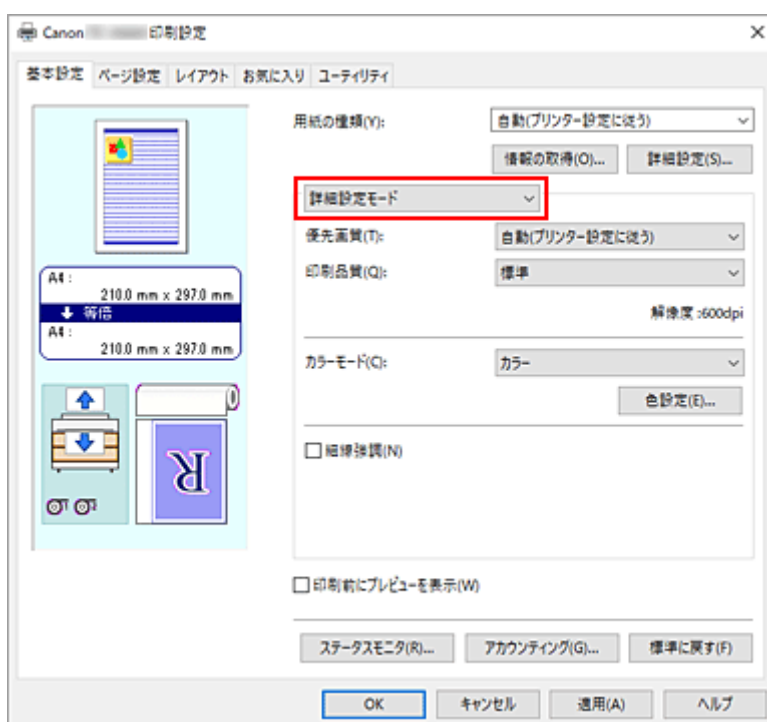 Canon 印刷設定
基本設定 ページ設定 レイアウト お気に入り ユーティリティ
用紙の種類(Y): 自動(プリンター設定に従う)
情報の取得(O)... 詳細設定(S)...
詳細設定モード
優先画質(T): 自動(プリンター設定に従う)
印刷品質(Q): 標準
解像度 :600dpi
カラーモード(C): カラー
色設定(E)...
細線強調(N)
A4 :
210.0 mm x 297.0 mm
等倍
A4 :
210.0 mm x 297.0 mm
R
印刷前にプレビューを表示(W)
ステータスモニタ(R)... アカウンティング(G)... 標準に戻す(F)
OK キャンセル 適用(A) ヘルプ